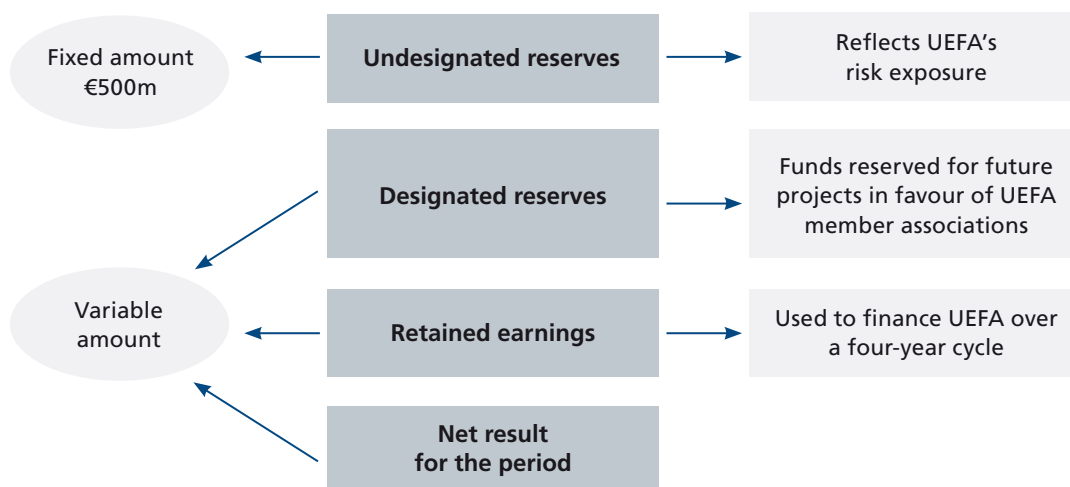 Fixed amount
€500m
Undesignated reserves
Reflects UEFA's
risk exposure
Designated reserves
Funds reserved for future
projects in favour of UEFA
member associations
Variable
amount
Retained earnings
Used to finance UEFA over
a four-year cycle
Net result
for the period